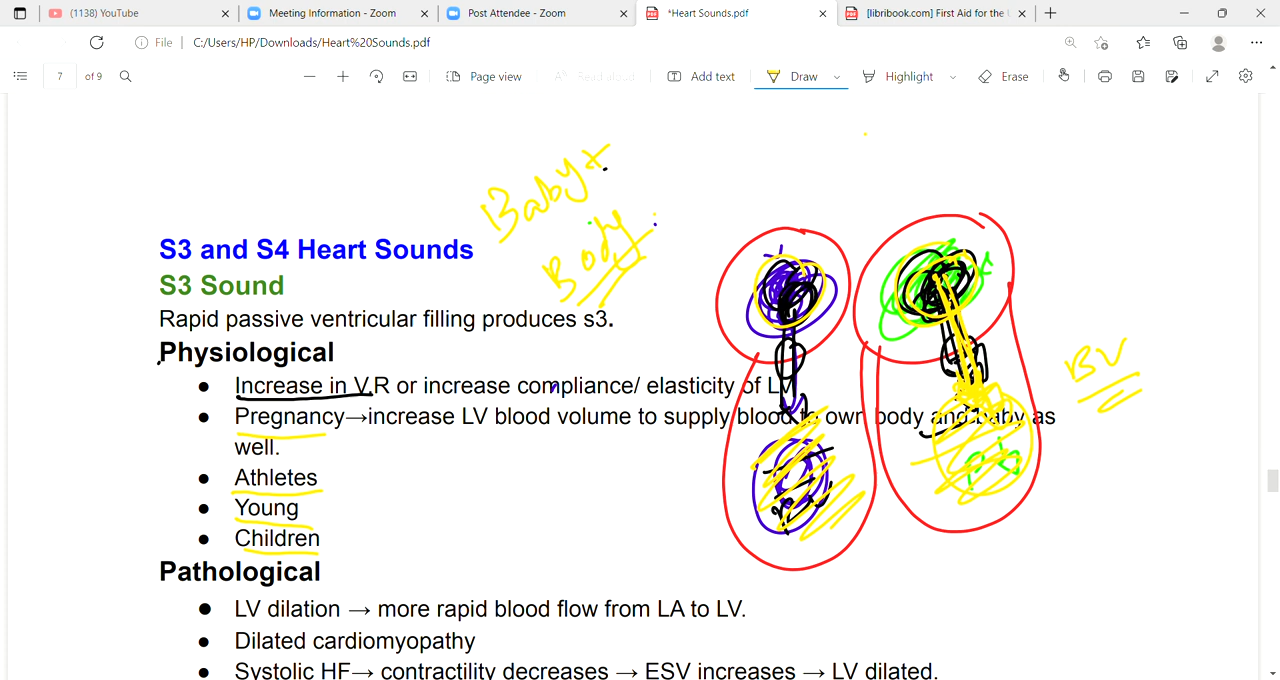 (1138) YouTube
Meeting Information - Zoom
Post Attendee - Zoom
*Heart Sounds.pdf
[libribook.com] First Aid for the
File
C:/Users/HP/Downloads/Heart%20Sounds.pdf
7 of 9
Page view
Read aloud
Add text
Draw
Highlight
Erase
Baby +
Body
S3 and S4 Heart Sounds
S3 Sound
Rapid passive ventricular filling produces s3.
Physiological
● Increase in V.R or increase compliance/ elasticity of LV
● Pregnancy→increase LV blood volume to supply blood to own body and baby as
well.
● Athletes
● Young
● Children
BV
Pathological
● LV dilation → more rapid blood flow from LA to LV.
● Dilated cardiomyopathy
● Systolic HF→ contractility decreases → ESV increases → LV dilated.